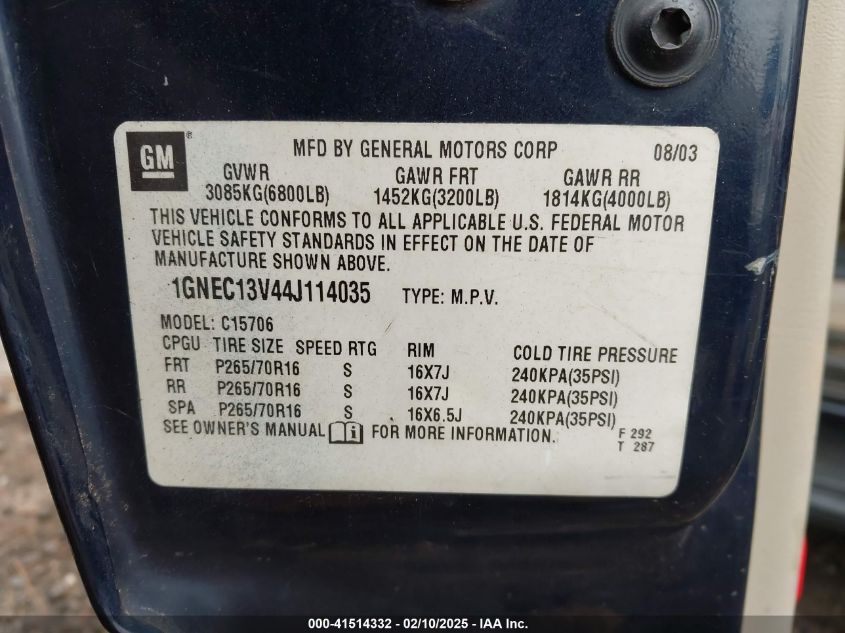 GM ®
MFD BY GENERAL MOTORS CORP 08/03
GVWR GAWR FRT GAWR RR
3085KG(6800LB) 1452KG(3200LB) 1814KG(4000LB)
THIS VEHICLE CONFORMS TO ALL APPLICABLE U.S. FEDERAL MOTOR
VEHICLE SAFETY STANDARDS IN EFFECT ON THE DATE OF
MANUFACTURE SHOWN ABOVE.
1GNEC13V44J114035 TYPE: M.P.V.
MODEL: C15706
CPGU TIRE SIZE SPEED RTG RIM COLD TIRE PRESSURE
FRT P265/70R16 S 16X7J 240KPA(35PSI)
RR P265/70R16 S 16X7J 240KPA(35PSI)
SPA P265/70R16 S 16X6.5J 240KPA(35PSI)
SEE OWNER'S MANUAL FOR MORE INFORMATION. F 292
T 287
000-41514332 - 02/10/2025 - IAA Inc.